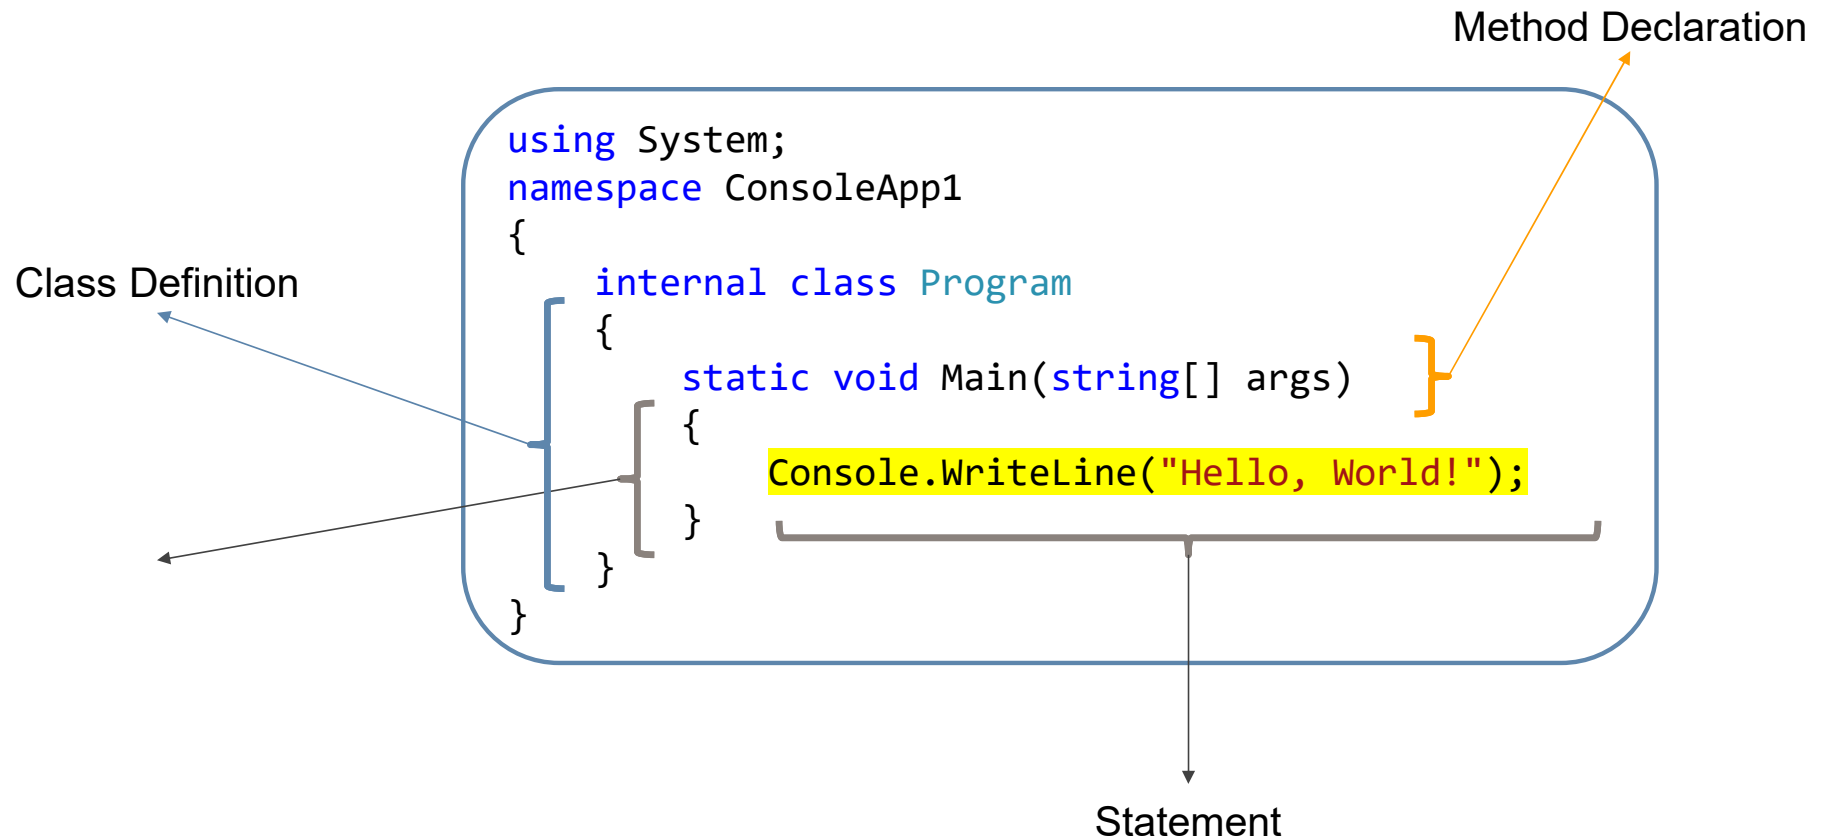 Method Declaration
using System;
namespace ConsoleApp1
{
Class Definition
internal class Program
{
static void Main(string[] args)
{
Console.WriteLine("Hello, World!");
}
}
}
Statement